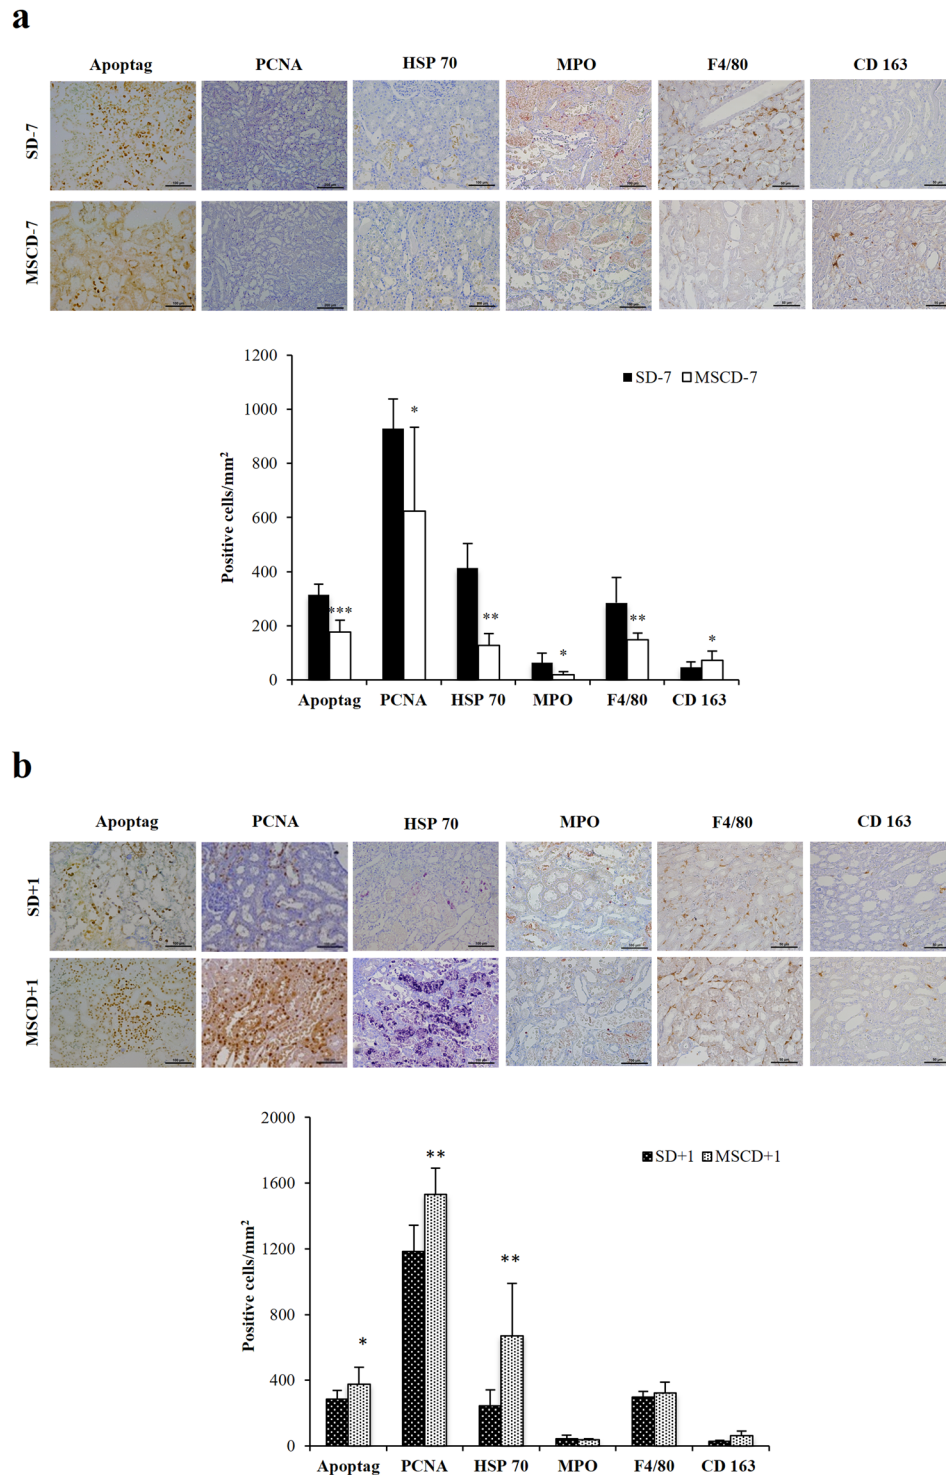 a
Apoptag PCNA HSP 70 MPO F4/80 CD 163
SD-7
MSCD-7
1200
1000
800
600
400
200
0
Positive cells/mm²
SD-7 MSCD-7
*** * ** * ** *
Apoptag PCNA HSP 70 MPO F4/80 CD 163
b
Apoptag PCNA HSP 70 MPO F4/80 CD 163
SD+1
MSCD+1
2000
1600
1200
800
400
0
Positive cells/mm²
SD+1 MSCD+1
* ** **
Apoptag PCNA HSP 70 MPO F4/80 CD 163